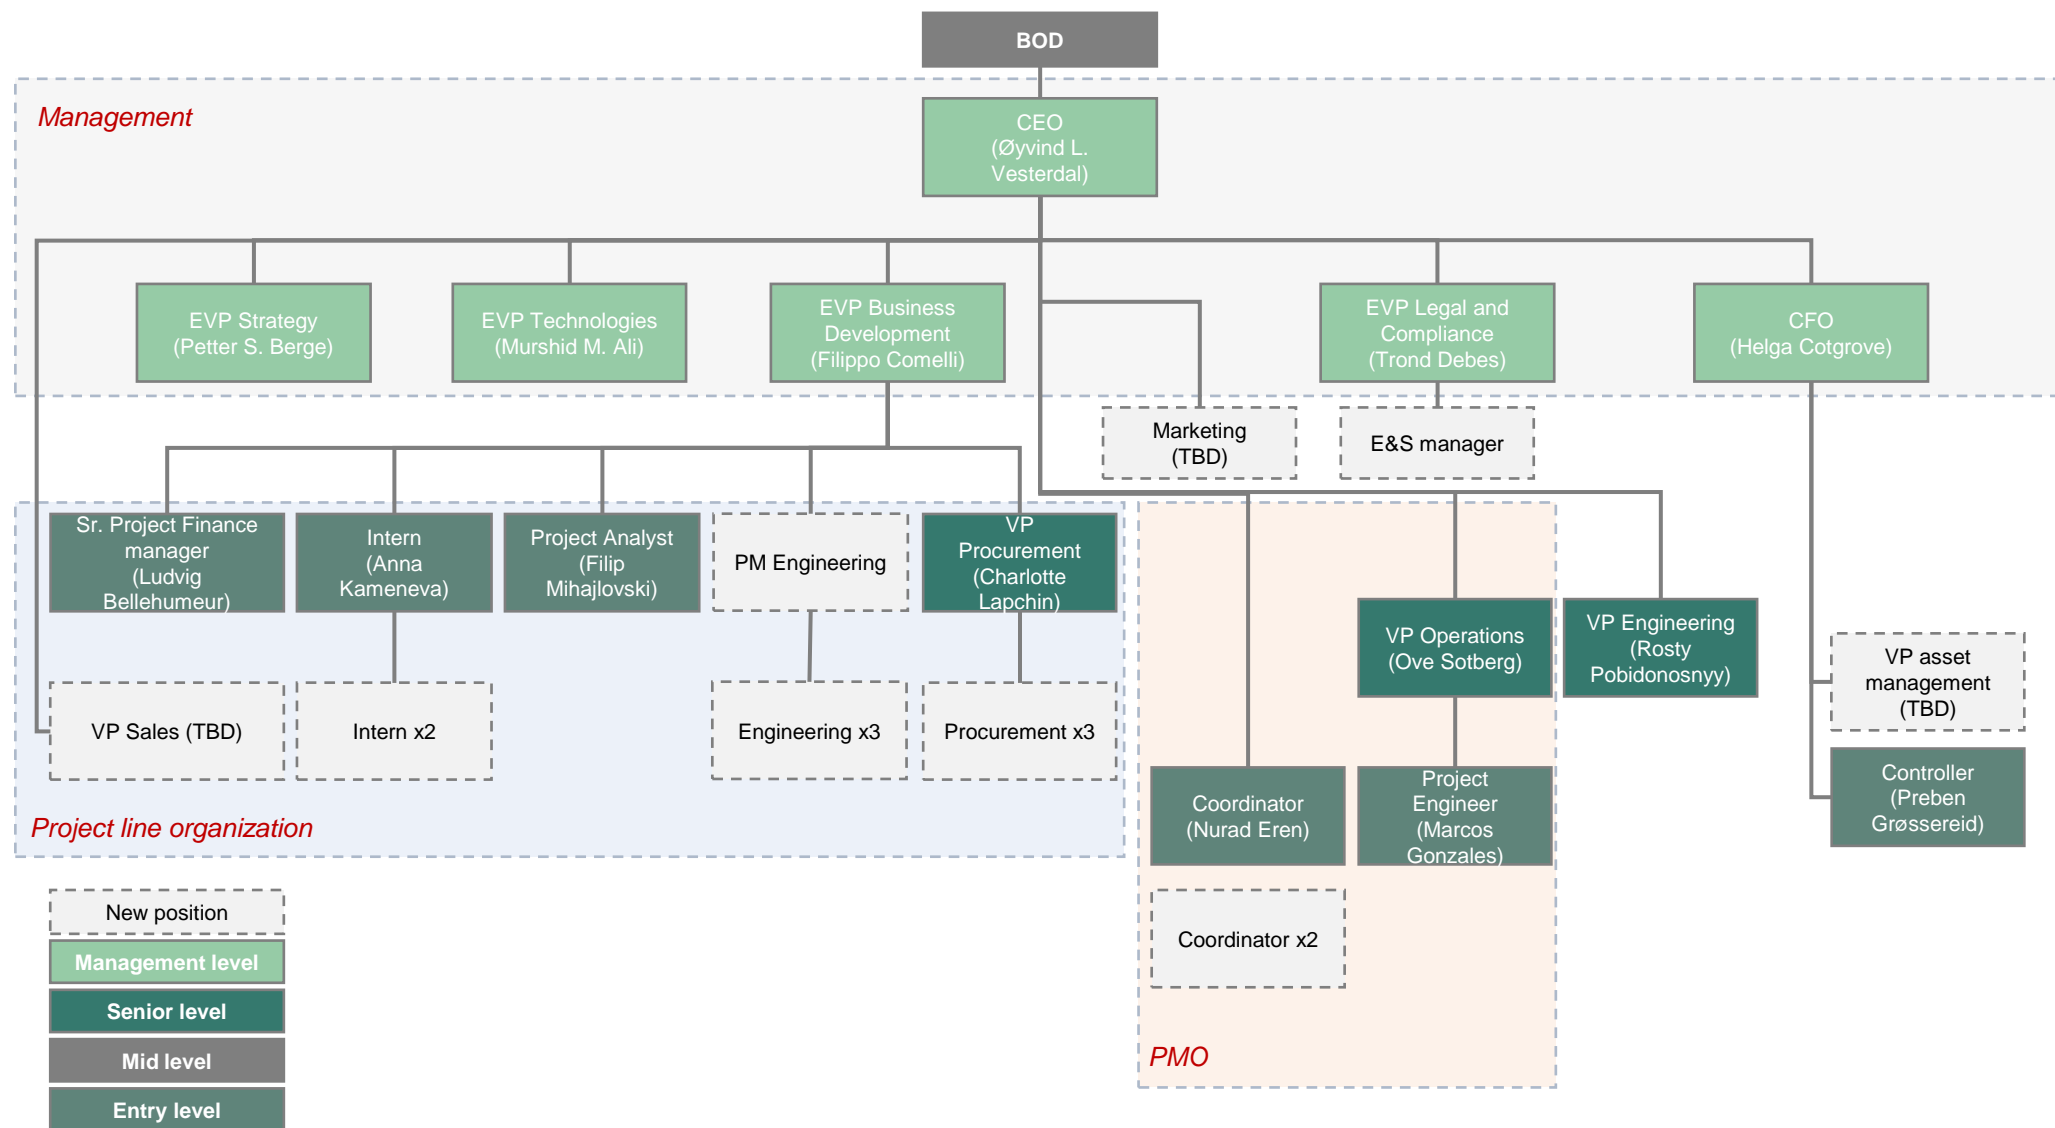 BOD
Management
CEO
(Øyvind L.
Vesterdal)
EVP Strategy
(Petter S. Berge)
EVP Technologies
(Murshid M. Ali)
EVP Business
Development
(Filippo Comelli)
EVP Legal and
Compliance
(Trond Debes)
CFO
(Helga Cotgrove)
Marketing
(TBD)
E&S manager
Sr. Project Finance
manager
(Ludvig
Bellehumeur)
Intern
(Anna
Kameneva)
Project Analyst
(Filip
Mihajlovski)
PM Engineering
VP
Procurement
(Charlotte
Lapchin)
VP Operations
(Ove Sotberg)
VP Engineering
(Rosty
Pobidonosnyy)
VP asset
management
(TBD)
VP Sales (TBD)
Intern x2
Engineering x3
Procurement x3
Coordinator
(Nurad Eren)
Project
Engineer
(Marcos
Gonzales)
Controller
(Preben
Grøssereid)
Project line organization
Coordinator x2
PMO
New position
Management level
Senior level
Mid level
Entry level